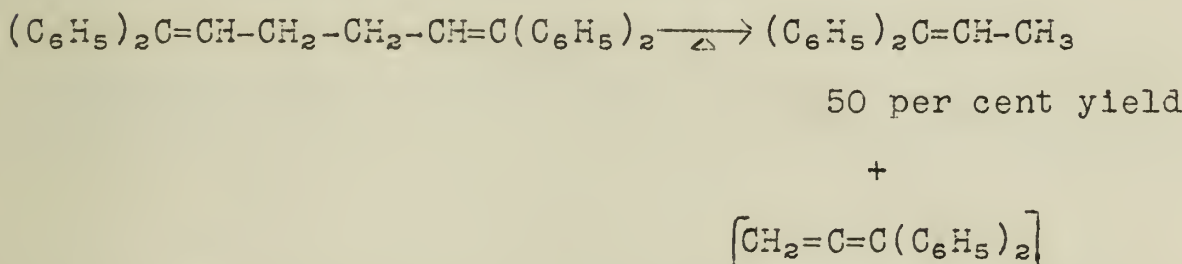 (C₆H₅)₂C=CH-CH₂-CH₂-CH=C(C₆H₅)₂ —△→ (C₆H₅)₂C=CH-CH₃
50 per cent yield
+
[CH₂=C=C(C₆H₅)₂]